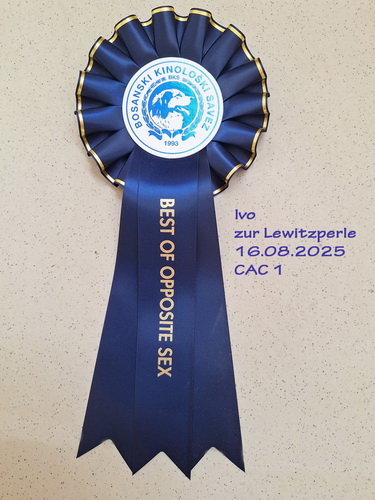 BOSANSKI KINOLOŠKI SAVEZ
BKS
1993
BEST OF OPPOSITE SEX
Ivo
zur Lewitzperle
16.08.2025
CAC 1